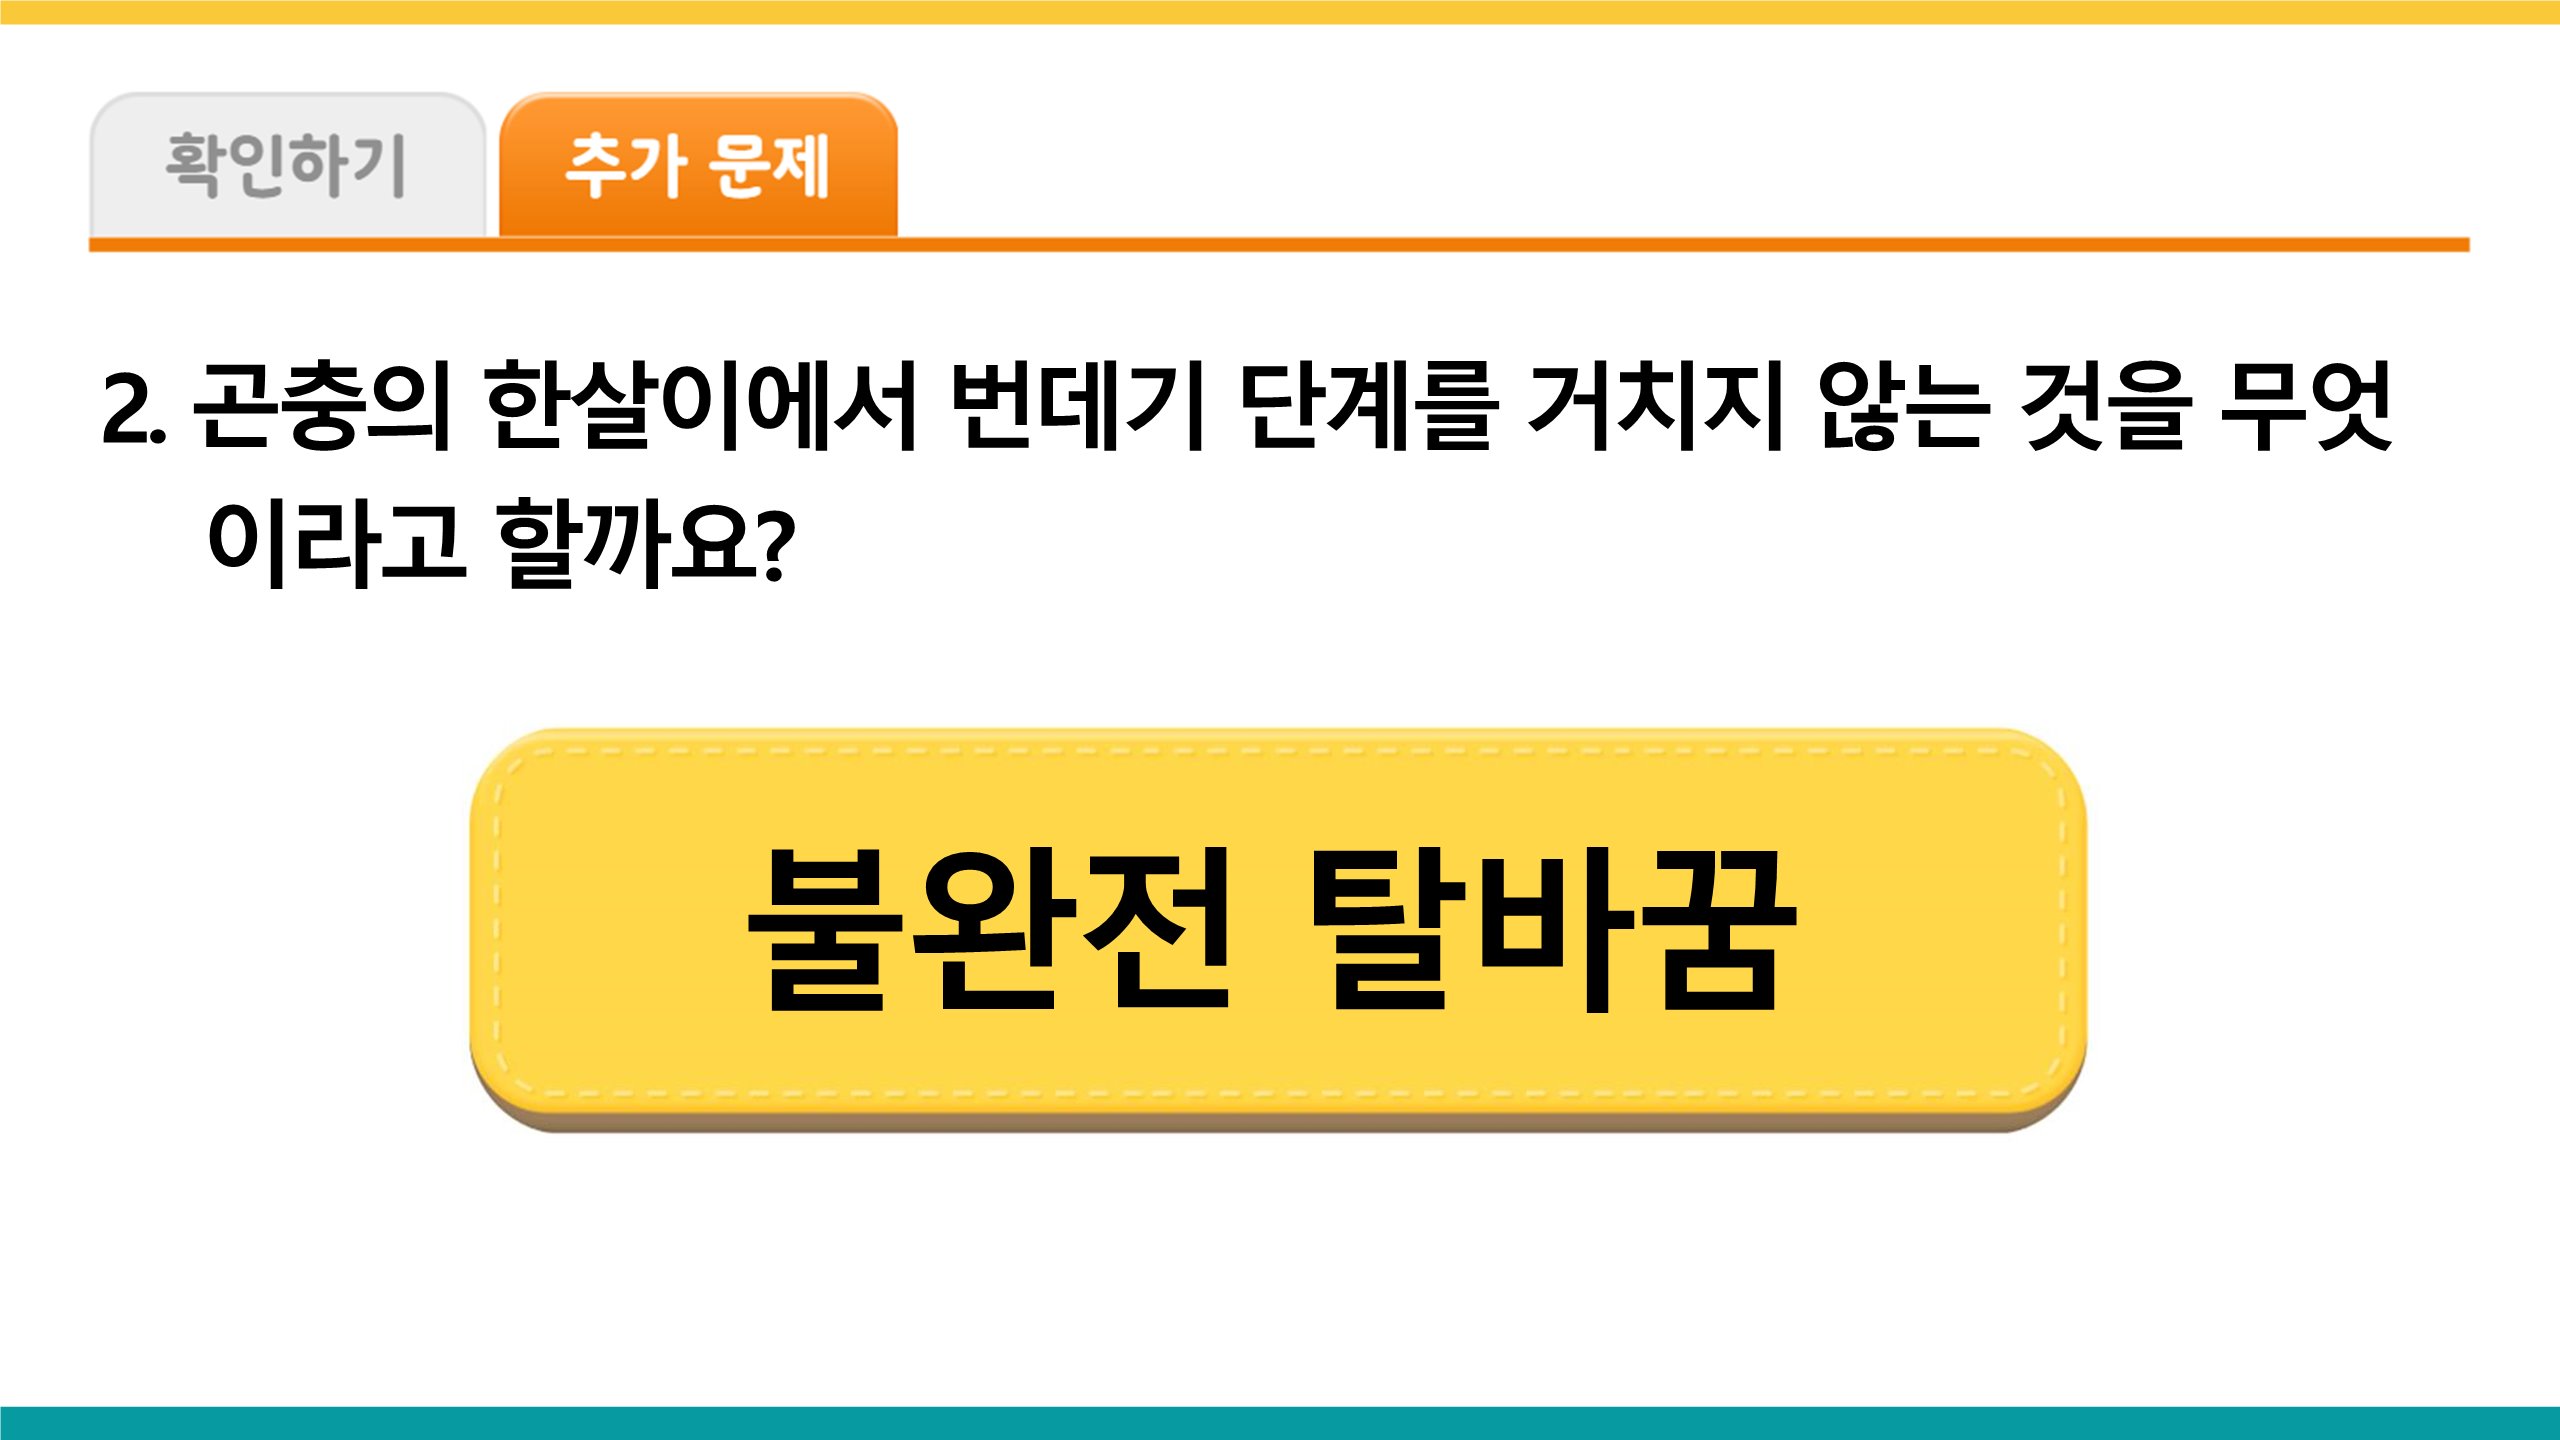 확인하기
추가 문제
2. 곤충의 한살이에서 번데기 단계를 거치지 않는 것을 무엇
이라고 할까요?
불완전 탈바꿈